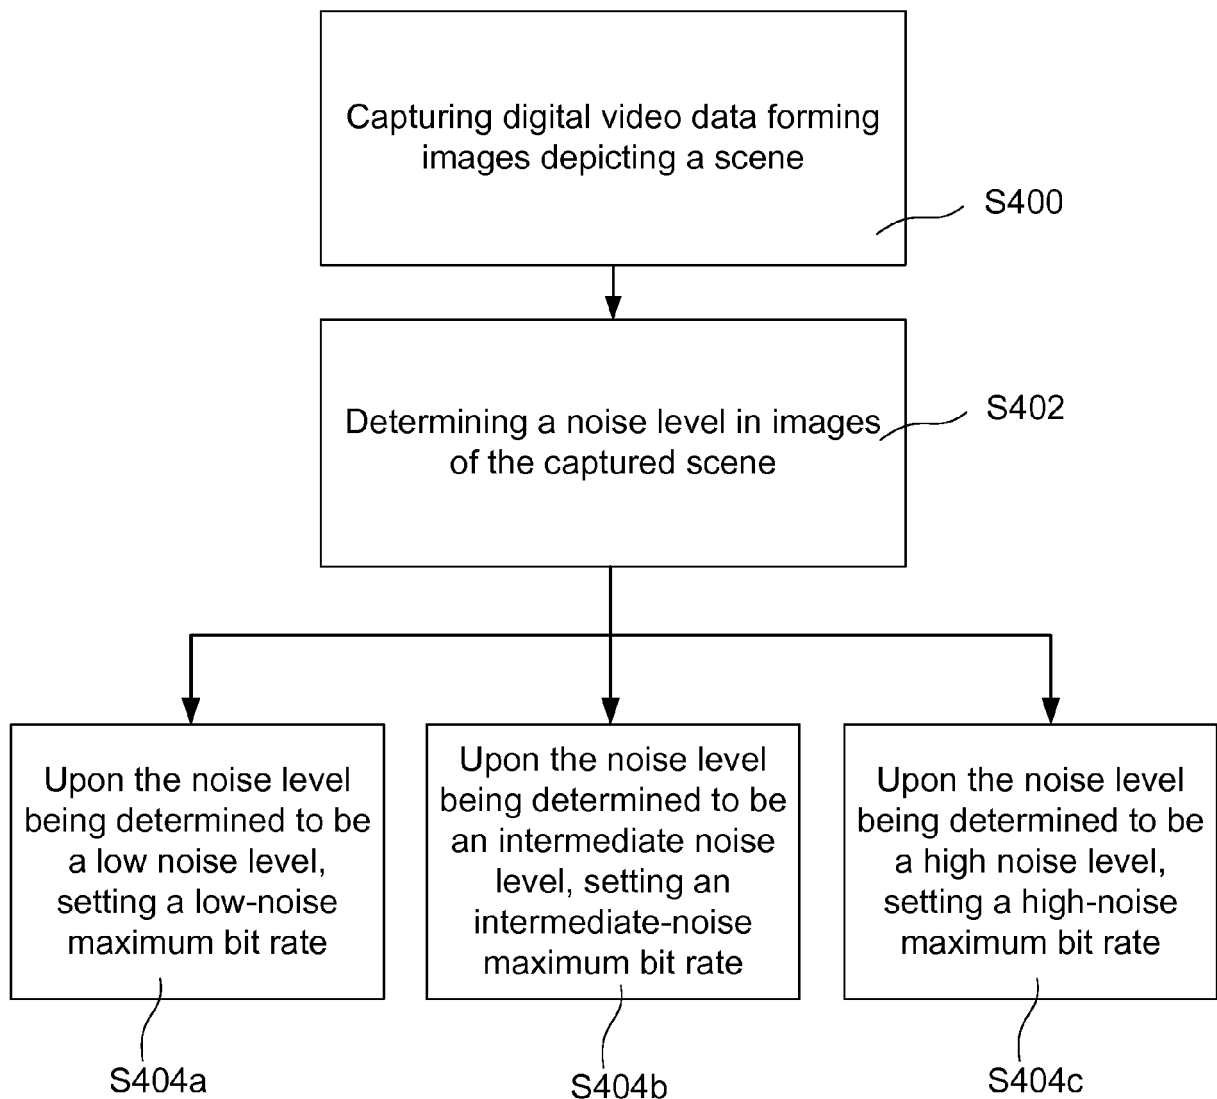 Capturing digital video data forming
images depicting a scene
S400
Determining a noise level in images
of the captured scene
S402
Upon the noise level
being determined to be
a low noise level,
setting a low-noise
maximum bit rate
Upon the noise level
being determined to be
an intermediate noise
level, setting an
intermediate-noise
maximum bit rate
Upon the noise level
being determined to be
a high noise level,
setting a high-noise
maximum bit rate
S404a
S404b
S404c